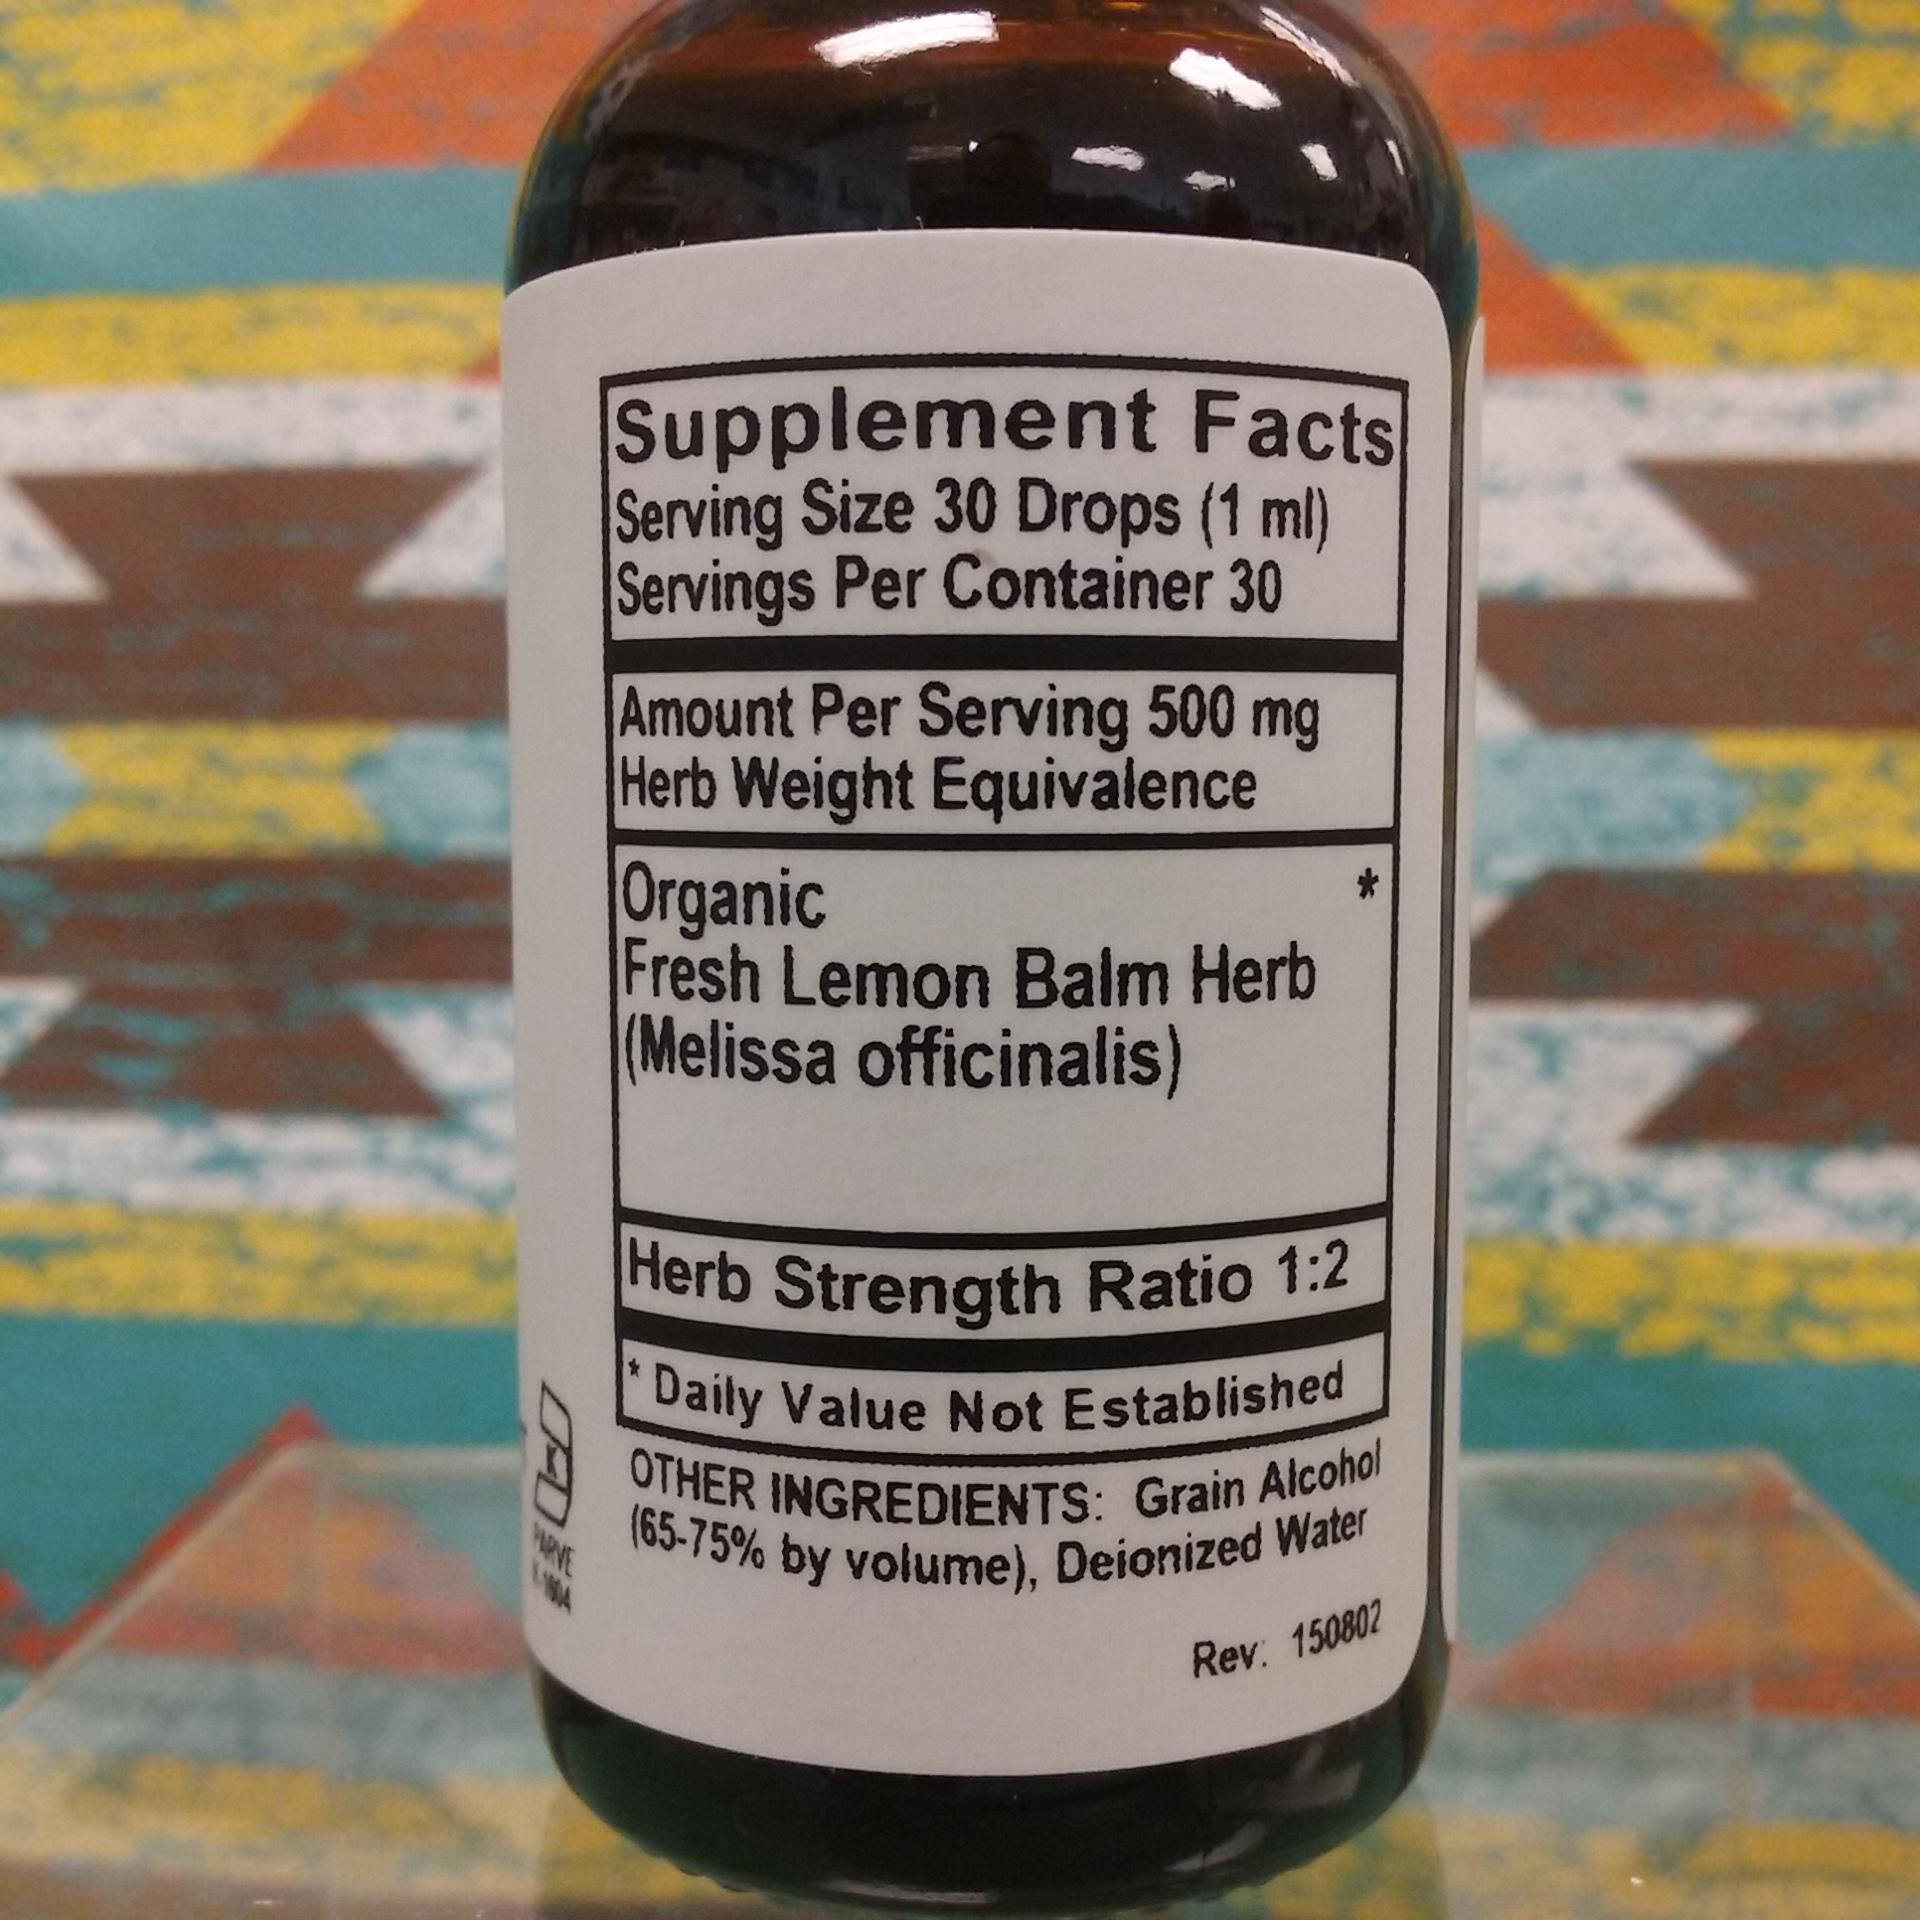 Supplement Facts
Serving Size 30 Drops (1 ml)
Servings Per Container 30
Amount Per Serving 500 mg
Herb Weight Equivalence
Organic *
Fresh Lemon Balm Herb
(Melissa officinalis)
Herb Strength Ratio 1:2
* Daily Value Not Established
OTHER INGREDIENTS: Grain Alcohol
(65-75% by volume), Deionized Water
Rev: 150802
K
PARVE